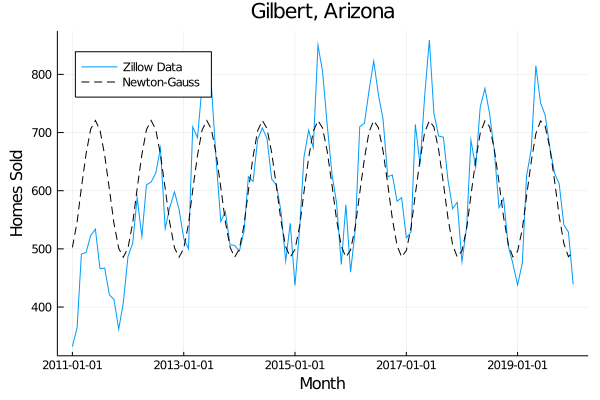 Gilbert, Arizona
Zillow Data
Newton-Gauss
Homes Sold
800
700
600
500
400
2011-01-01 2013-01-01 2015-01-01 2017-01-01 2019-01-01
Month